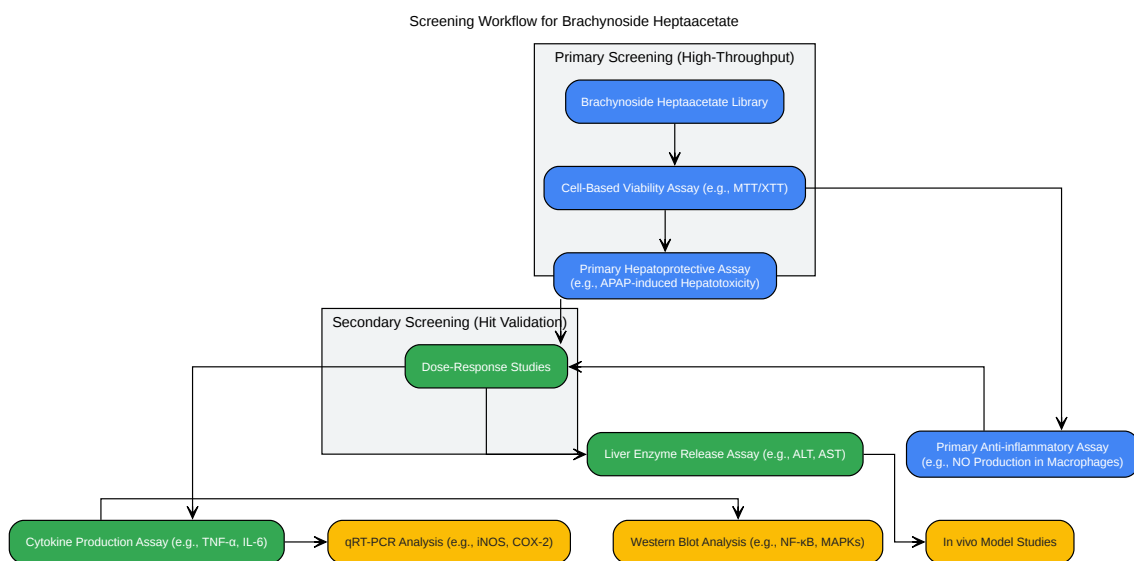 Screening Workflow for Brachynoside Heptaacetate
Primary Screening (High-Throughput)
Brachynoside Heptaacetate Library
Cell-Based Viability Assay (e.g., MTT/XTT)
Primary Hepatoprotective Assay
(e.g., APAP-induced Hepatotoxicity)
Secondary Screening (Hit Validation)
Dose-Response Studies
Liver Enzyme Release Assay (e.g., ALT, AST)
Primary Anti-inflammatory Assay
(e.g., NO Production in Macrophages)
Cytokine Production Assay (e.g., TNF-α, IL-6)
qRT-PCR Analysis (e.g., iNOS, COX-2)
Western Blot Analysis (e.g., NF-κB, MAPKs)
In vivo Model Studies